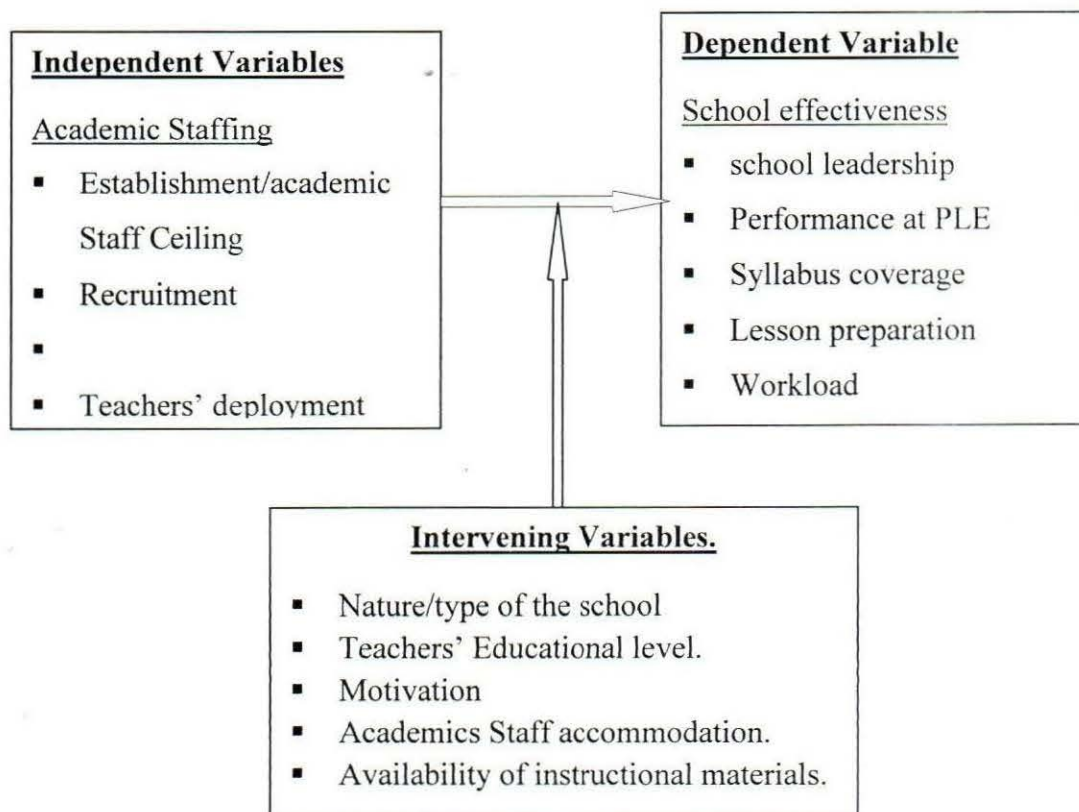 Independent Variables
Academic Staffing
▪ Establishment/academic
Staff Ceiling
▪ Recruitment
▪
▪ Teachers’ deployment
Dependent Variable
School effectiveness
▪ school leadership
▪ Performance at PLE
▪ Syllabus coverage
▪ Lesson preparation
▪ Workload
Intervening Variables.
▪ Nature/type of the school
▪ Teachers’ Educational level.
▪ Motivation
▪ Academics Staff accommodation.
▪ Availability of instructional materials.